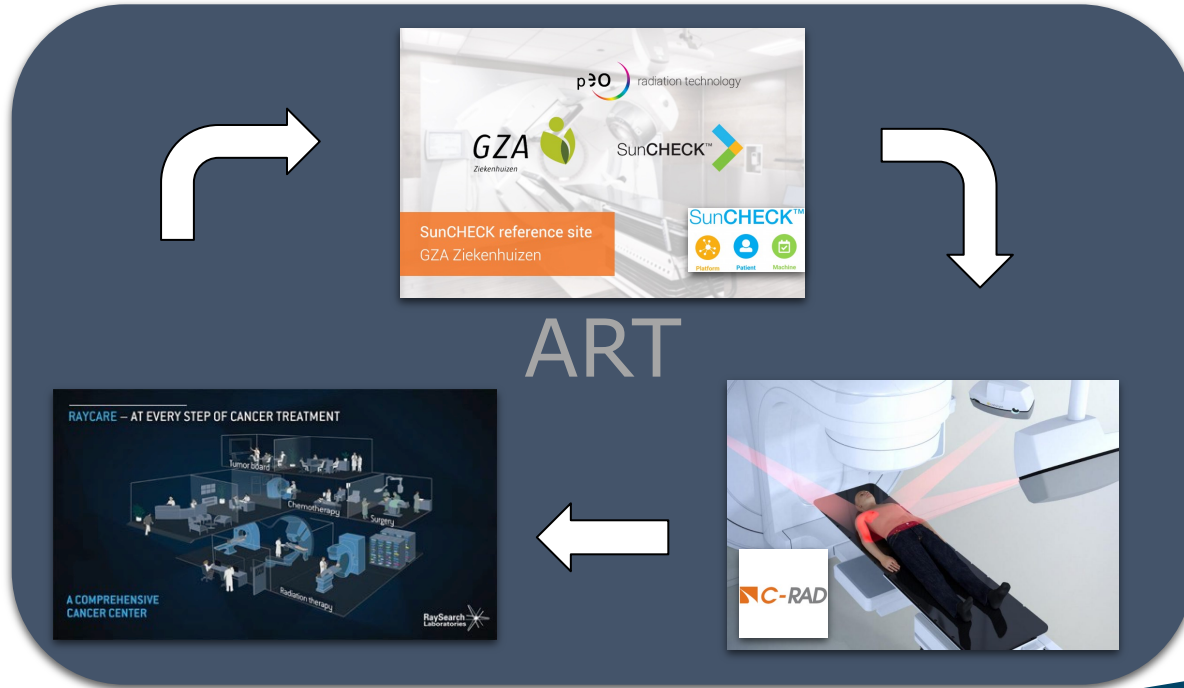 peo radiation technology
GZA
Ziekenhuizen
SunCHECK™
SunCHECK reference site
GZA Ziekenhuizen
SunCHECK™
Platform Patient Machine
ART
RAYCARE – AT EVERY STEP OF CANCER TREATMENT
Tumor board
Chemotherapy
Surgery
Radiation therapy
A COMPREHENSIVE
CANCER CENTER
RaySearch
Laboratories
C-RAD